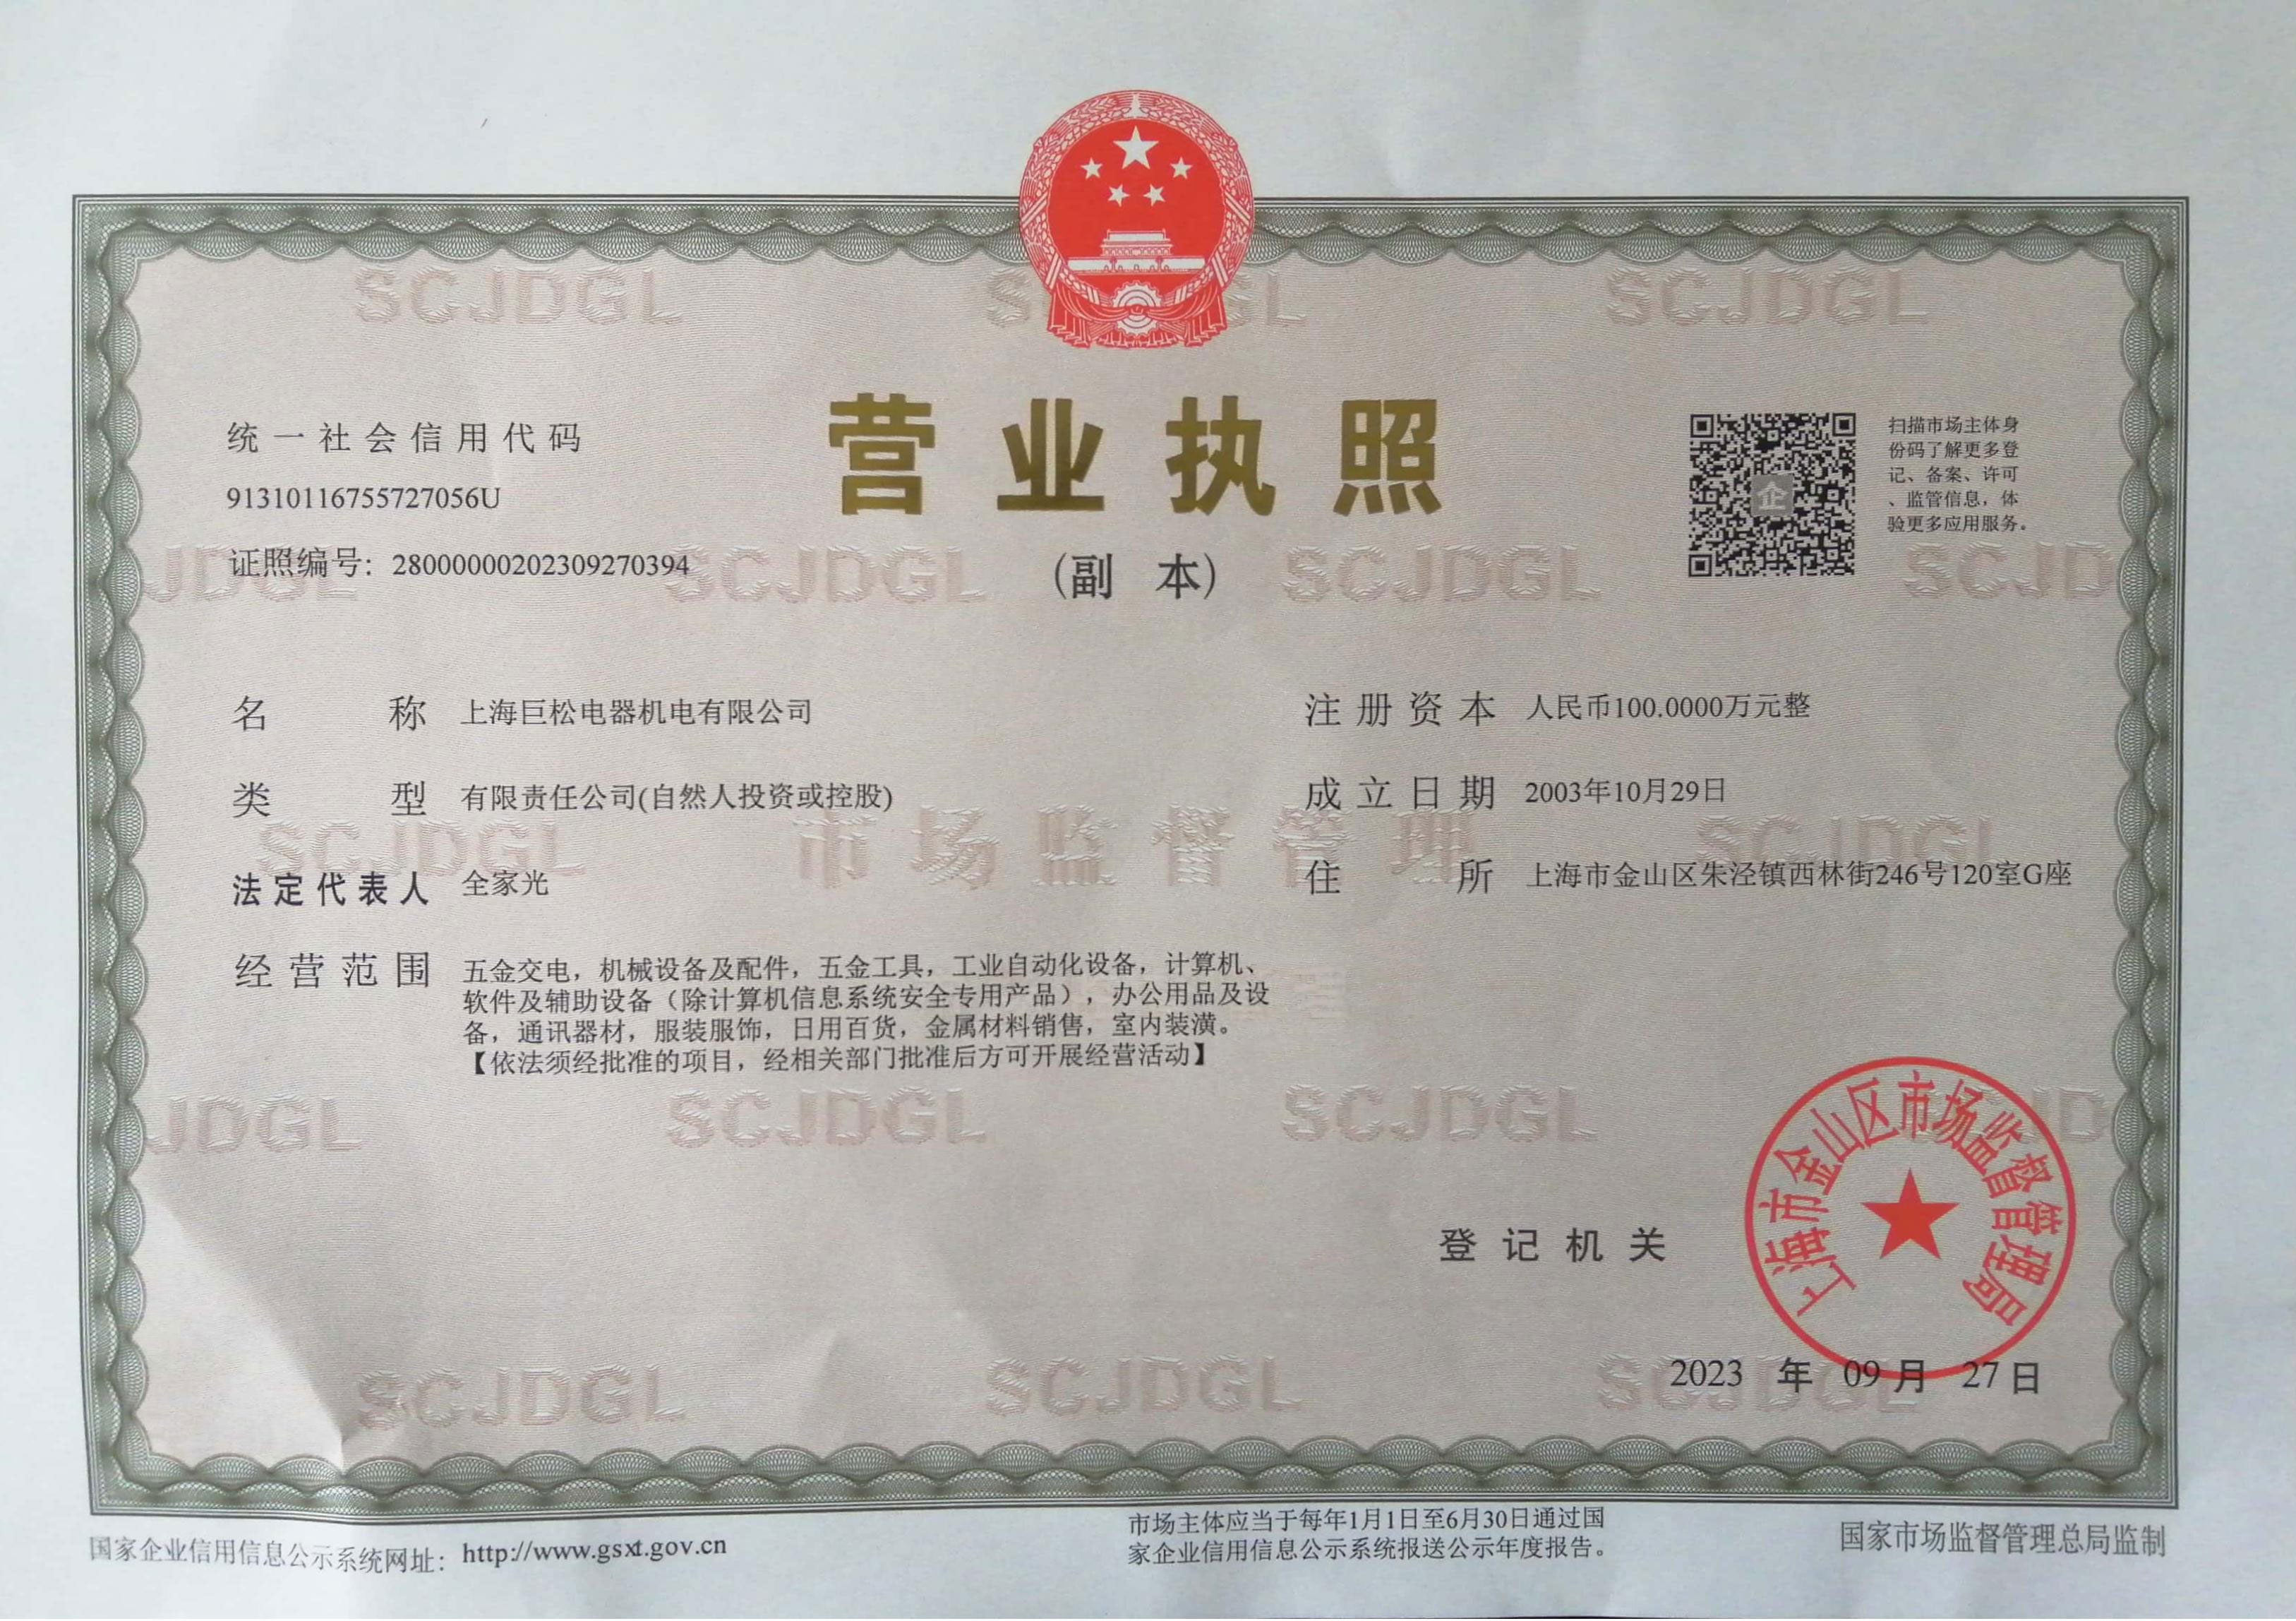 营业执照
(副 本)
统一社会信用代码
91310116755727056U
证照编号：28000000202309270394
企
扫描市场主体身
份码了解更多登
记、备案、许可
、监管信息，体
验更多应用服务。
名称 上海巨松电器机电有限公司
类型 有限责任公司(自然人投资或控股)
法定代表人 全家光
经营范围 五金交电，机械设备及配件，五金工具，工业自动化设备，计算机、
软件及辅助设备（除计算机信息系统安全专用产品），办公用品及设
备，通讯器材，服装服饰，日用百货，金属材料销售，室内装潢。
【依法须经批准的项目，经相关部门批准后方可开展经营活动】
注册资本 人民币100.0000万元整
成立日期 2003年10月29日
住所 上海市金山区朱泾镇西林街246号120室G座
SCJDGL
市场监督管理
登记机关
上海市金山区市场监督管理局
2023 年 09 月 27 日
国家企业信用信息公示系统网址：http://www.gsxt.gov.cn
市场主体应当于每年1月1日至6月30日通过国
家企业信用信息公示系统报送公示年度报告。
国家市场监督管理总局监制